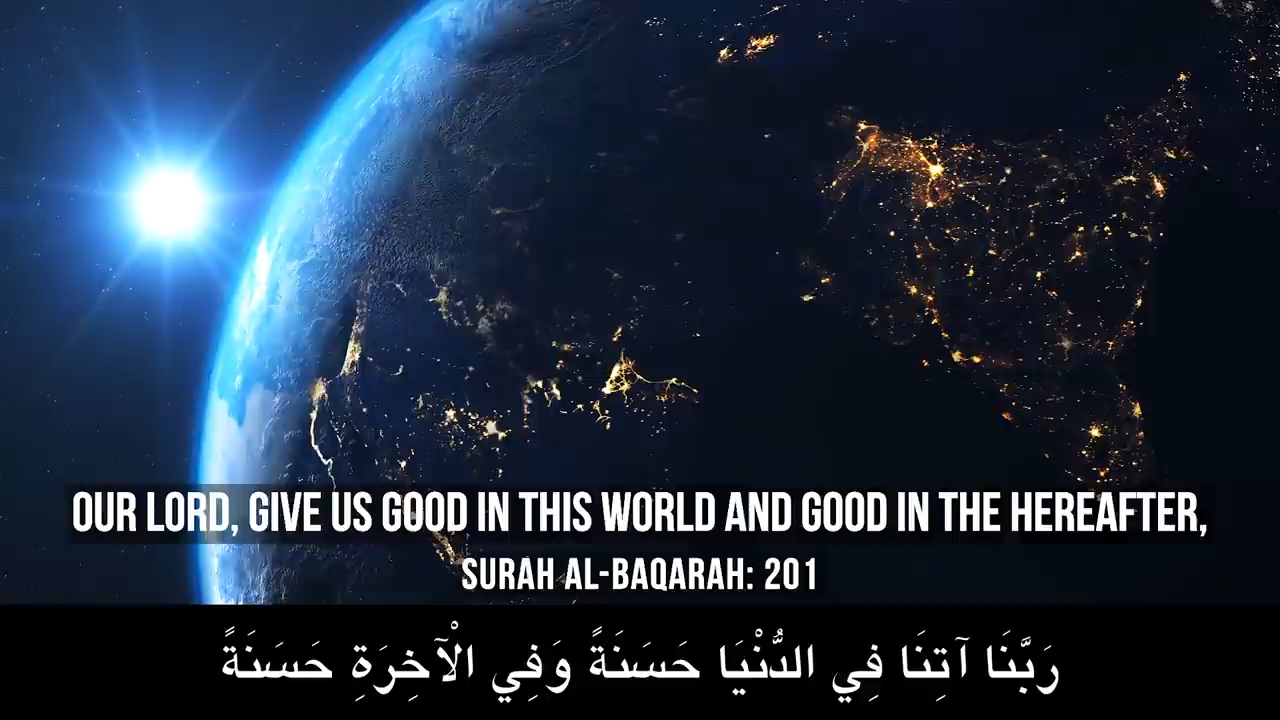 OUR LORD, GIVE US GOOD IN THIS WORLD AND GOOD IN THE HEREAFTER,
SURAH AL-BAQARAH: 201
رَبَّنَا آتِنَا فِي الدُّنْيَا حَسَنَةً وَفِي الْآخِرَةِ حَسَنَةً